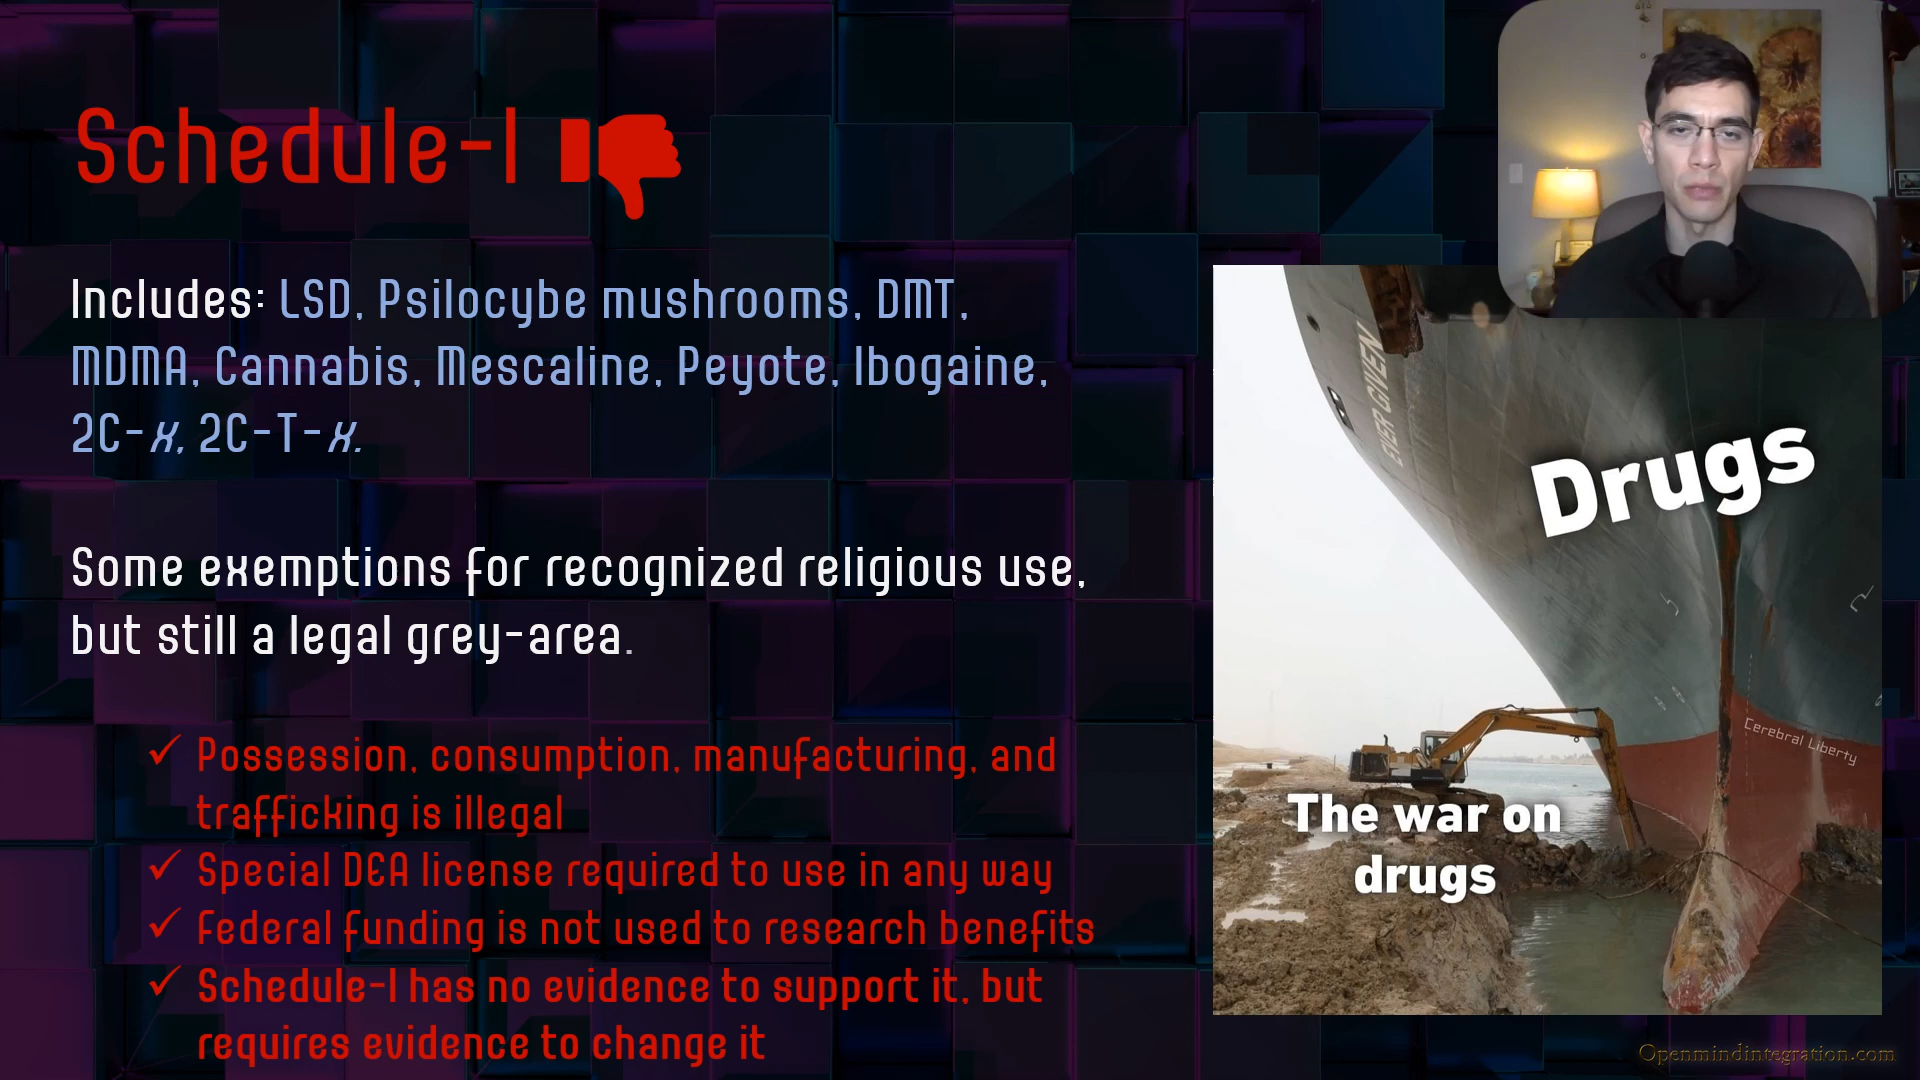 Schedule-I
Includes: LSD, Psilocybe mushrooms, DMT,
MDMA, Cannabis, Mescaline, Peyote, Ibogaine,
2C-x, 2C-T-x.
Some exemptions for recognized religious use,
but still a legal grey-area.
✓ Possession, consumption, manufacturing, and
trafficking is illegal
✓ Special DEA license required to use in any way
✓ Federal funding is not used to research benefits
✓ Schedule-I has no evidence to support it, but
requires evidence to change it
EVER GIVEN
Drugs
Cerebral Liberty
The war on
drugs
Openmindintegration.com